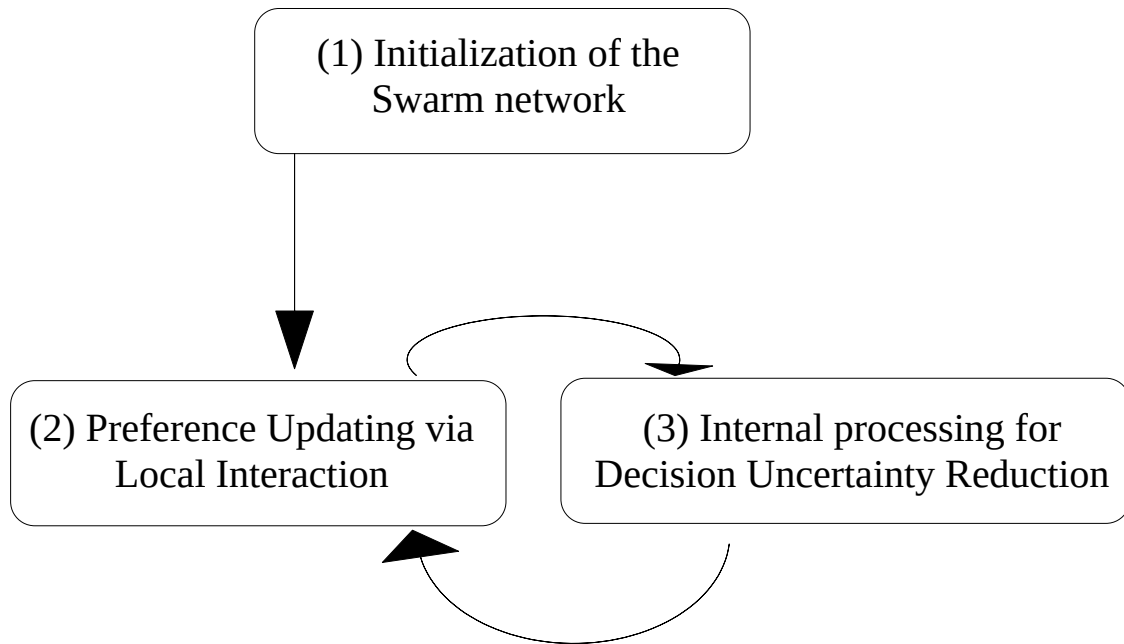 (1) Initialization of the
Swarm network
(2) Preference Updating via
Local Interaction
(3) Internal processing for
Decision Uncertainty Reduction